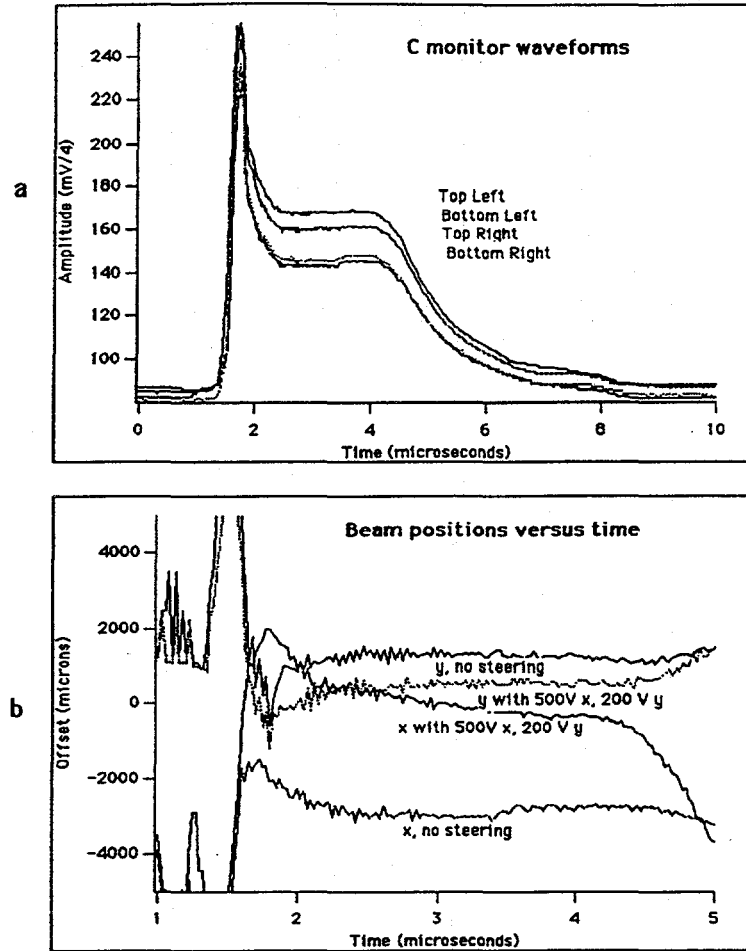 a
C monitor waveforms
Amplitude (mV/4)
240
220
200
180
160
140
120
100
Top Left
Bottom Left
Top Right
Bottom Right
0
2
4
6
8
10
Time (microseconds)
b
Beam positions versus time
Offset (microns)
4000
2000
0
-2000
-4000
y, no steering
y with 500V x, 200 V y
x with 500V x, 200 V y
x, no steering
1
2
3
4
5
Time (microseconds)